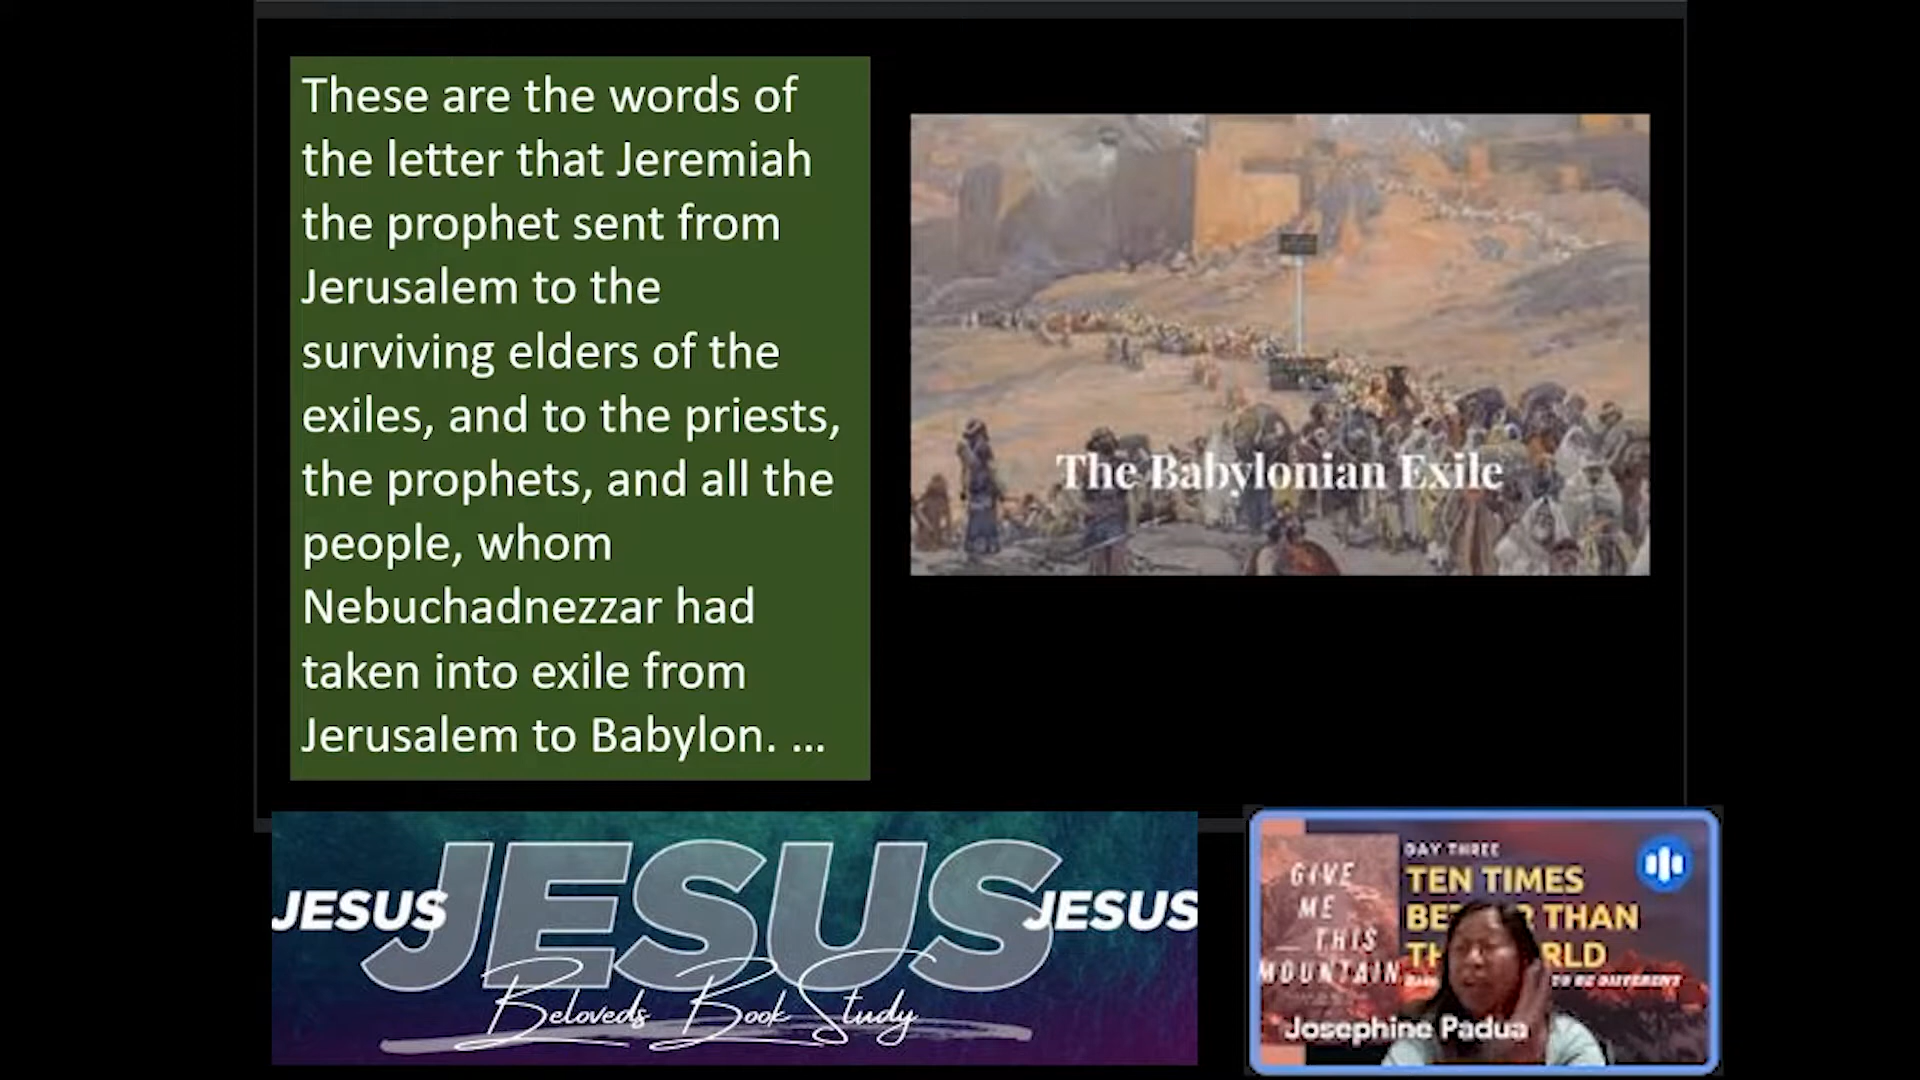 These are the words of
the letter that Jeremiah
the prophet sent from
Jerusalem to the
surviving elders of the
exiles, and to the priests,
the prophets, and all the
people, whom
Nebuchadnezzar had
taken into exile from
Jerusalem to Babylon. ...
The Babylonian Exile
JESUS
JESUS
JESUS
Beloveds Book Study
GIVE
ME
THIS
MOUNTAIN
DAY THREE
TEN TIMES
THAN
TO BE DIFFERENT
Josephine Padua